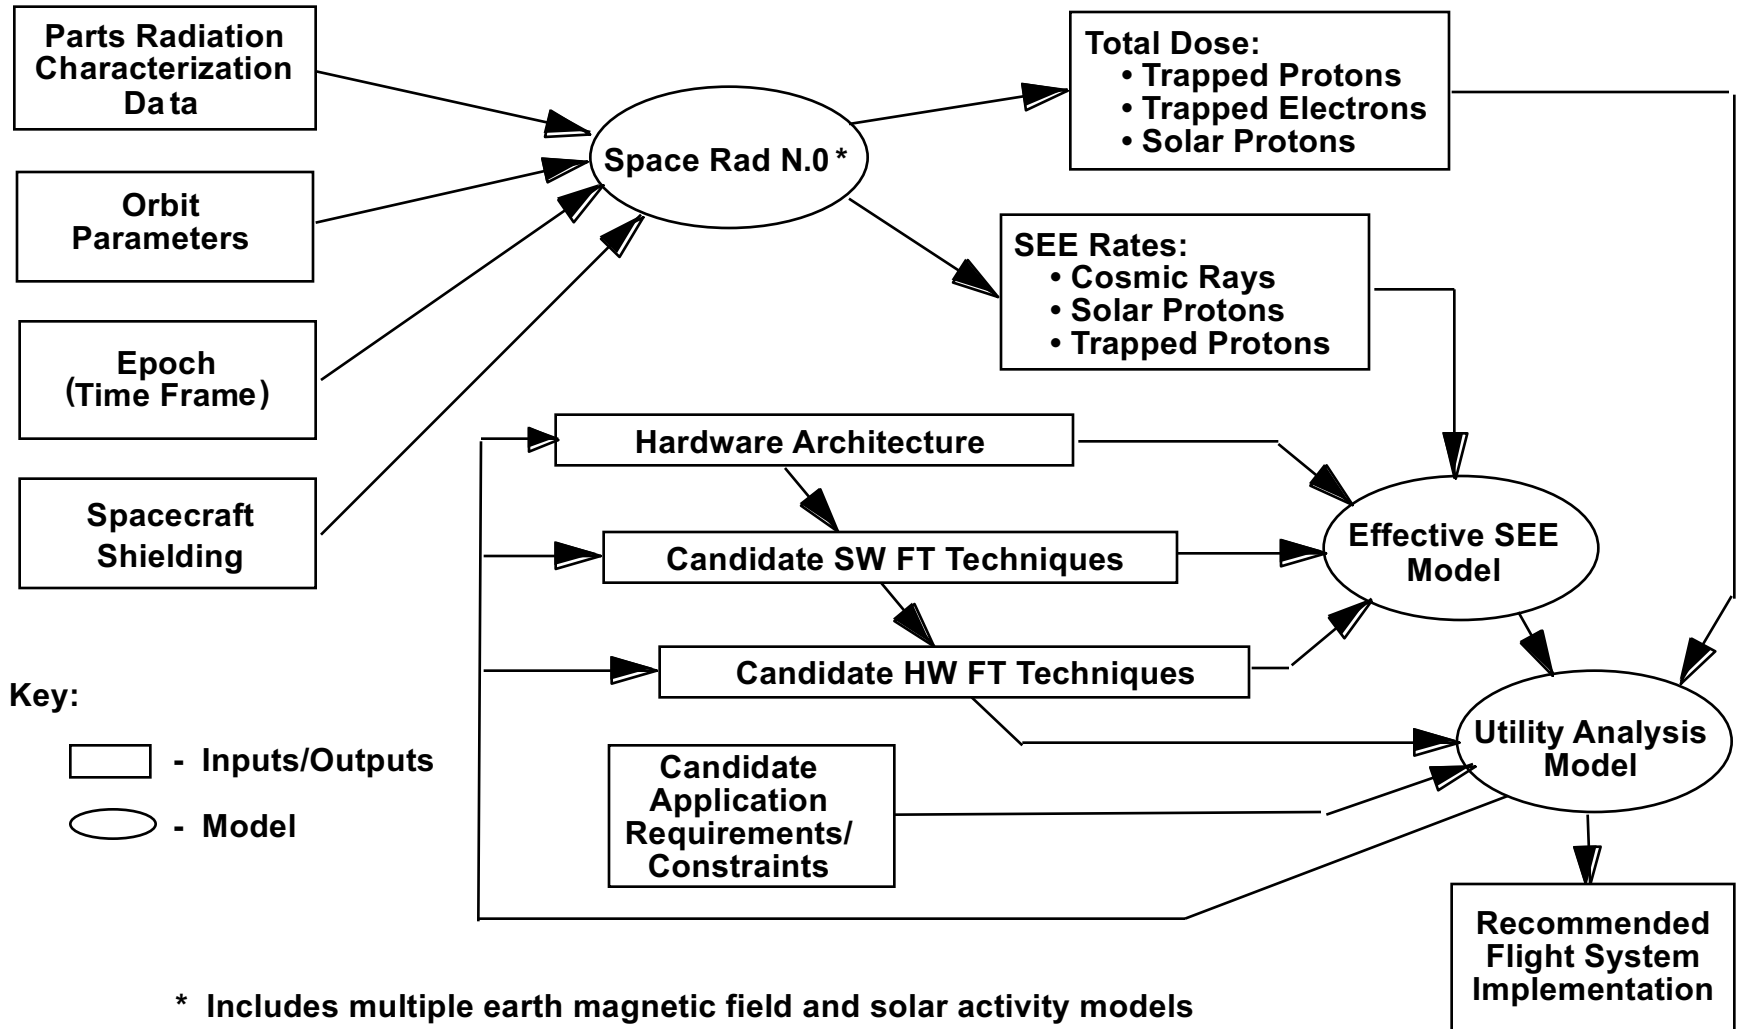 Parts Radiation
Characterization
Data
Orbit
Parameters
Epoch
(Time Frame)
Spacecraft
Shielding
Space Rad N.0 *
Total Dose:
• Trapped Protons
• Trapped Electrons
• Solar Protons
SEE Rates:
• Cosmic Rays
• Solar Protons
• Trapped Protons
Hardware Architecture
Candidate SW FT Techniques
Candidate HW FT Techniques
Candidate
Application
Requirements/
Constraints
Effective SEE
Model
Utility Analysis
Model
Recommended
Flight System
Implementation
Key:
- Inputs/Outputs
- Model
* Includes multiple earth magnetic field and solar activity models